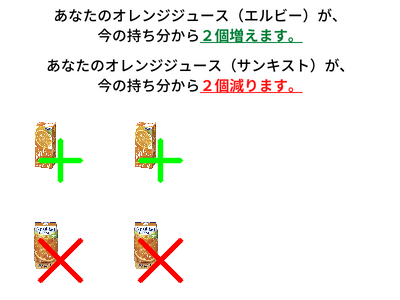 あなたのオレンジジュース（エルビー）が、
今の持ち分から２個増えます。
あなたのオレンジジュース（サンキスト）が、
今の持ち分から２個減ります。